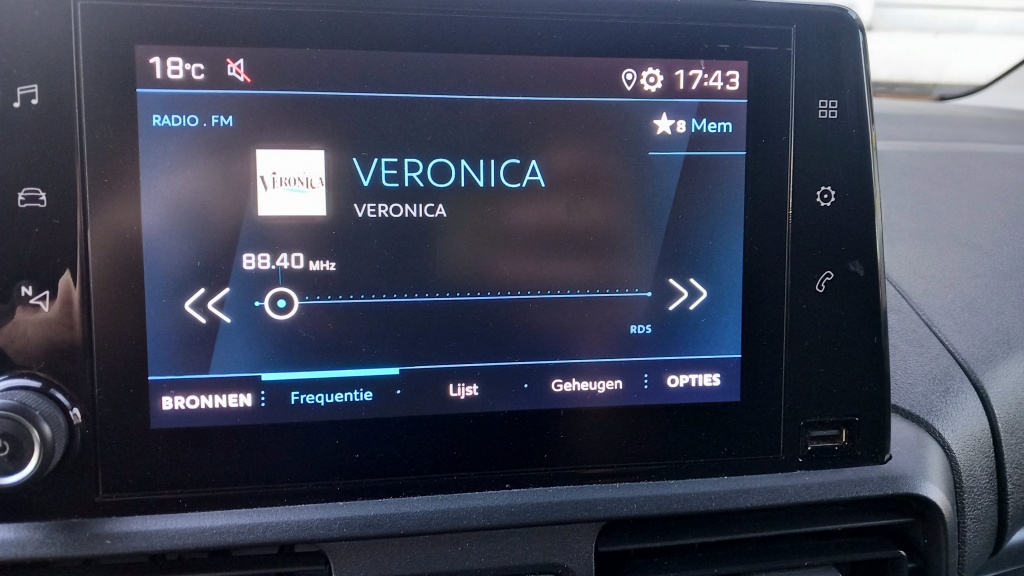 18°C
17:43
RADIO . FM
8 Mem
VERONICA
VERONICA
VERONICA
88.40 MHz
RDS
N
BRONNEN
Frequentie
Lijst
Geheugen
OPTIES